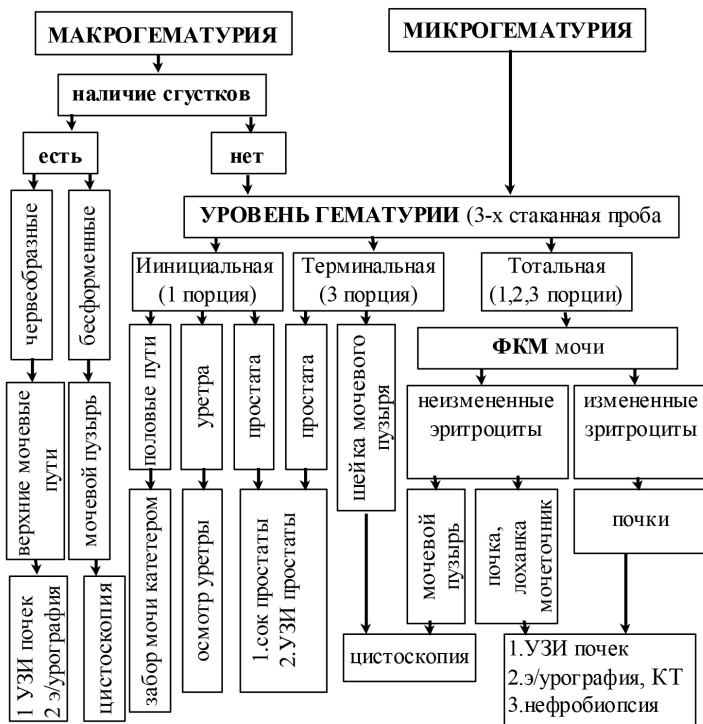 МАКРОГЕМАТУРИЯ
МИКРОГЕМАТУРИЯ
наличие сгустков
есть
нет
червеобразные
бесформенные
УРОВЕНЬ ГЕМАТУРИИ (3-х стаканная проба
Иинициальная
(1 порция)
Терминальная
(3 порция)
Тотальная
(1,2,3 порции)
ФКМ мочи
половые пути
уретра
простата
простата
шейка мочевого
пузыря
неизмененные
эритроциты
измененные
зритроциты
верхние мочевые
пути
мочевой пузырь
забор мочи катетером
осмотр уретры
1.сок простаты
2.УЗИ простаты
мочевой
пузырь
почка,
лоханка
мочеточник
почки
1 УЗИ почек
2 э/урография
цистоскопия
цистоскопия
1.УЗИ почек
2.э/урография, КТ
3.нефробиопсия